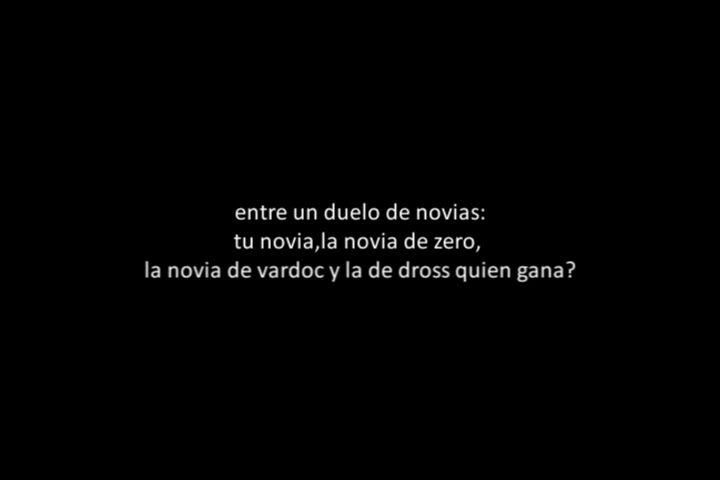 entre un duelo de novias:
tu novia,la novia de zero,
la novia de vardoc y la de dross quien gana?